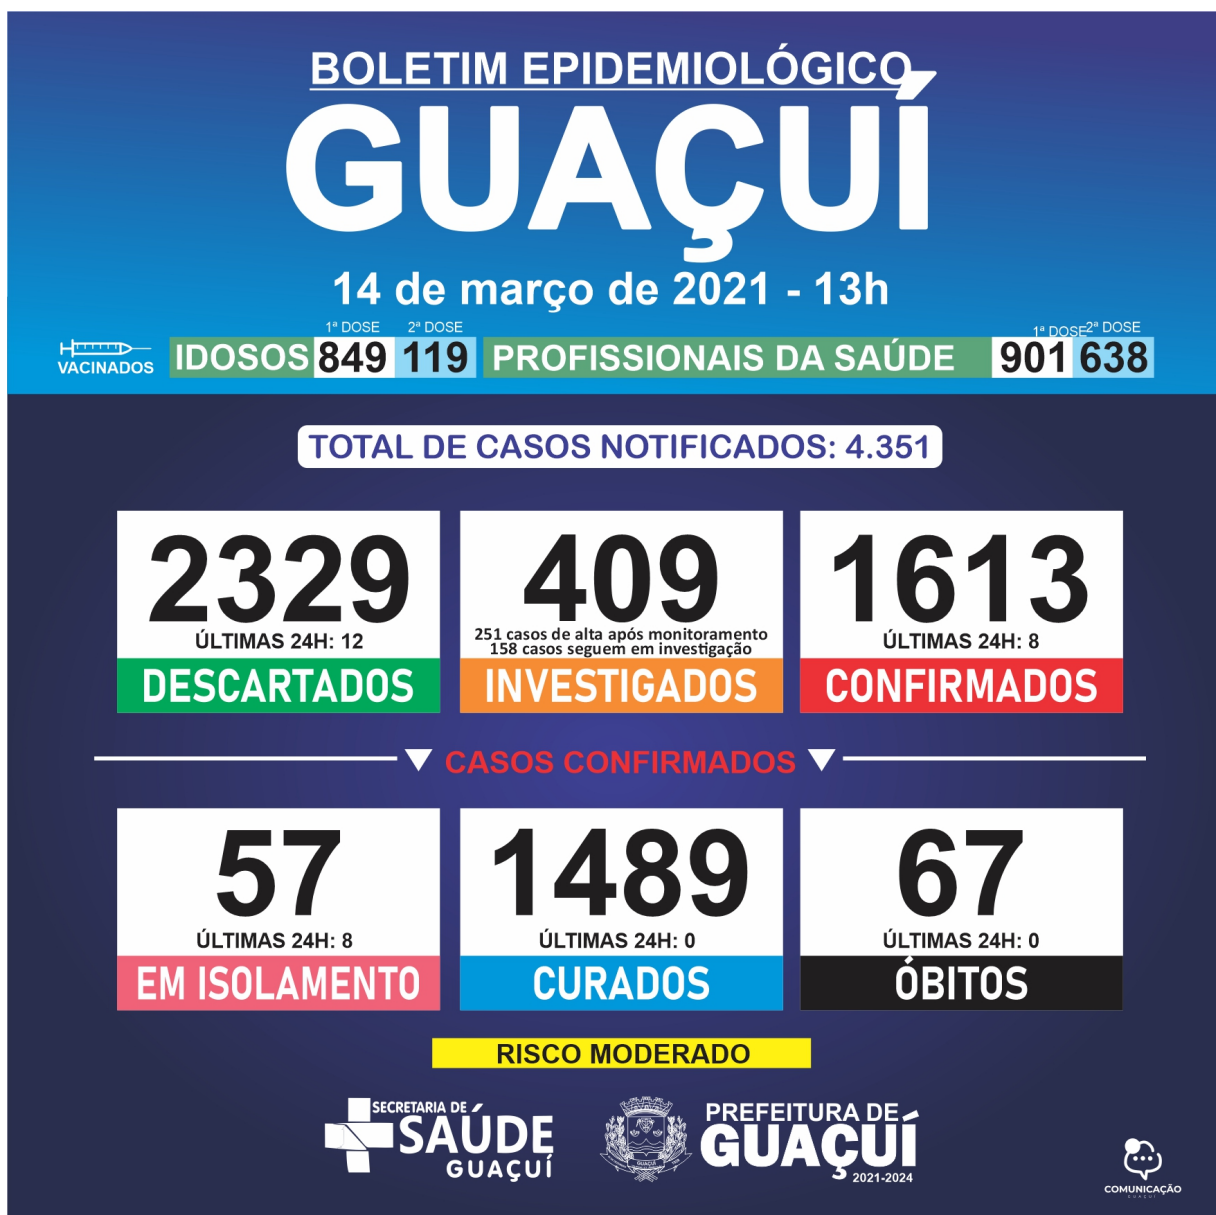 BOLETIM EPIDEMIOLÓGICO
GUAÇUÍ
14 de março de 2021 - 13h
1ª DOSE 2ª DOSE 1ª DOSE 2ª DOSE
VACINADOS IDOSOS 849 119 PROFISSIONAIS DA SAÚDE 901 638
TOTAL DE CASOS NOTIFICADOS: 4.351
2329
ÚLTIMAS 24H: 12
DESCARTADOS
409
251 casos de alta após monitoramento
158 casos seguem em investigação
INVESTIGADOS
1613
ÚLTIMAS 24H: 8
CONFIRMADOS
CASOS CONFIRMADOS
57
ÚLTIMAS 24H: 8
EM ISOLAMENTO
1489
ÚLTIMAS 24H: 0
CURADOS
67
ÚLTIMAS 24H: 0
ÓBITOS
RISCO MODERADO
SECRETARIA DE
SAÚDE
GUAÇUÍ
GUAÇUÍ
PREFEITURA DE
GUAÇUÍ
2021-2024
COMUNICAÇÃO
GUAÇUÍ